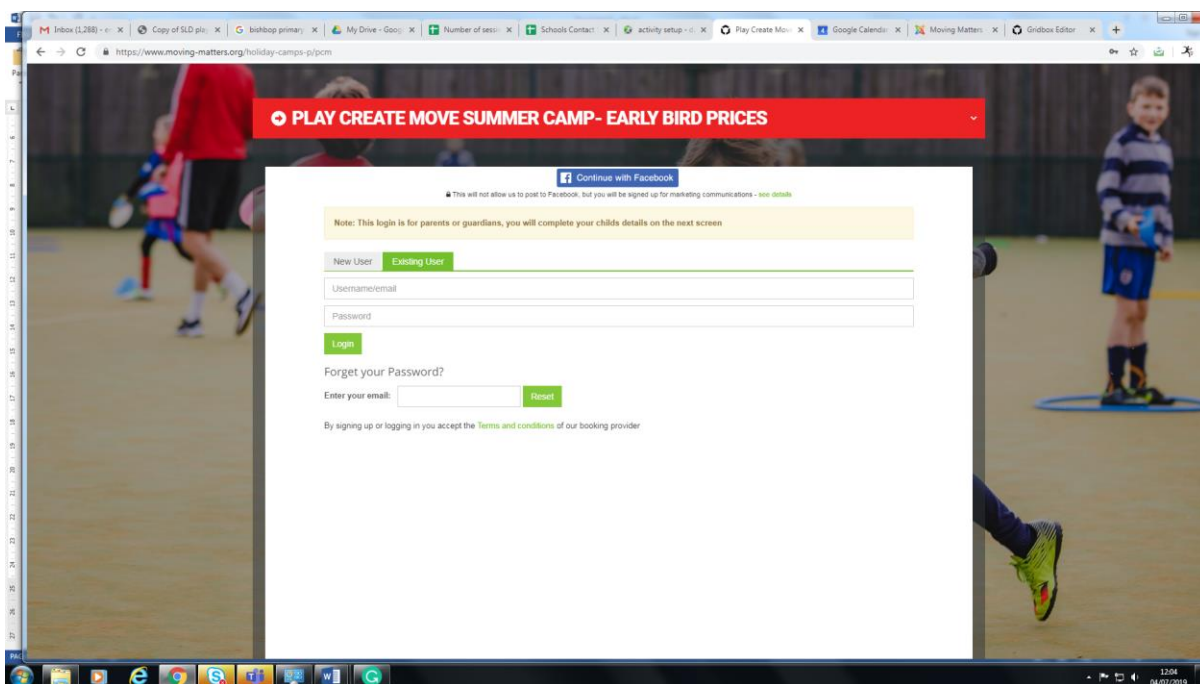 Inbox (1,288) - e
Copy of SLD pla
bishbop primary
My Drive - Goog
Number of sessi
Schools Contact
activity setup - d
Play Create Mov
Google Calendar
Moving Matters
Gridbox Editor
https://www.moving-matters.org/holiday-camps-p/pcm
PLAY CREATE MOVE SUMMER CAMP- EARLY BIRD PRICES
Continue with Facebook
This will not allow us to post to Facebook, but you will be signed up for marketing communications - see details
Note: This login is for parents or guardians, you will complete your childs details on the next screen
New User
Existing User
Username/email
Password
Login
Forget your Password?
Enter your email:
Reset
By signing up or logging in you accept the Terms and conditions of our booking provider
12:04
04/07/2019